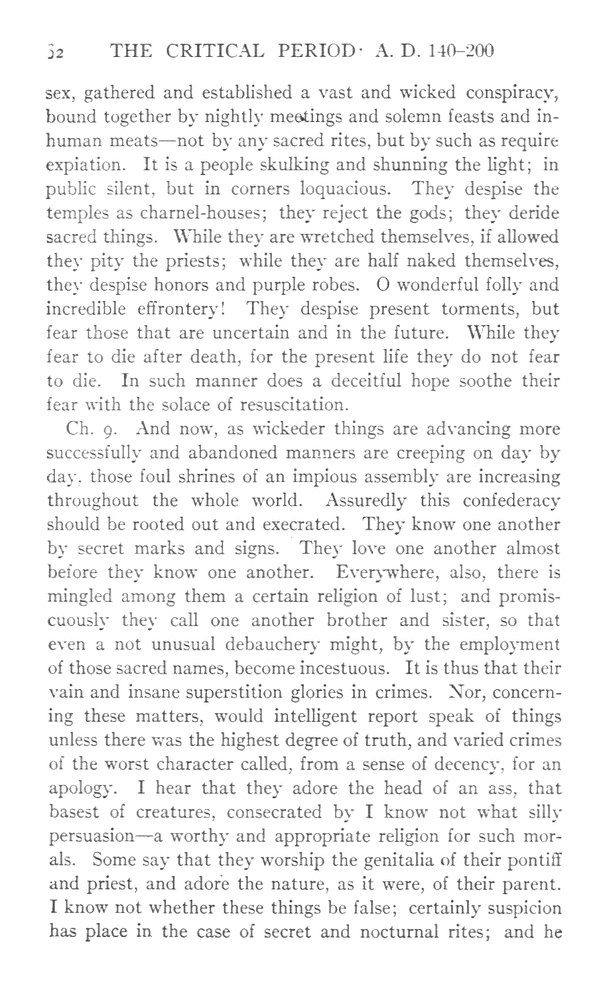 52 THE CRITICAL PERIOD· A. D. 140–200
sex, gathered and established a vast and wicked conspiracy,
bound together by nightly meetings and solemn feasts and in-
human meats—not by any sacred rites, but by such as require
expiation. It is a people skulking and shunning the light; in
public silent, but in corners loquacious. They despise the
temples as charnel-houses; they reject the gods; they deride
sacred things. While they are wretched themselves, if allowed
they pity the priests; while they are half naked themselves,
they despise honors and purple robes. O wonderful folly and
incredible effrontery! They despise present torments, but
fear those that are uncertain and in the future. While they
fear to die after death, for the present life they do not fear
to die. In such manner does a deceitful hope soothe their
fear with the solace of resuscitation.
Ch. 9. And now, as wickeder things are advancing more
successfully and abandoned manners are creeping on day by
day, those foul shrines of an impious assembly are increasing
throughout the whole world. Assuredly this confederacy
should be rooted out and execrated. They know one another
by secret marks and signs. They love one another almost
before they know one another. Everywhere, also, there is
mingled among them a certain religion of lust; and promis-
cuously they call one another brother and sister, so that
even a not unusual debauchery might, by the employment
of those sacred names, become incestuous. It is thus that their
vain and insane superstition glories in crimes. Nor, concern-
ing these matters, would intelligent report speak of things
unless there was the highest degree of truth, and varied crimes
of the worst character called, from a sense of decency, for an
apology. I hear that they adore the head of an ass, that
basest of creatures, consecrated by I know not what silly
persuasion—a worthy and appropriate religion for such mor-
als. Some say that they worship the genitalia of their pontiff
and priest, and adore the nature, as it were, of their parent.
I know not whether these things be false; certainly suspicion
has place in the case of secret and nocturnal rites; and he